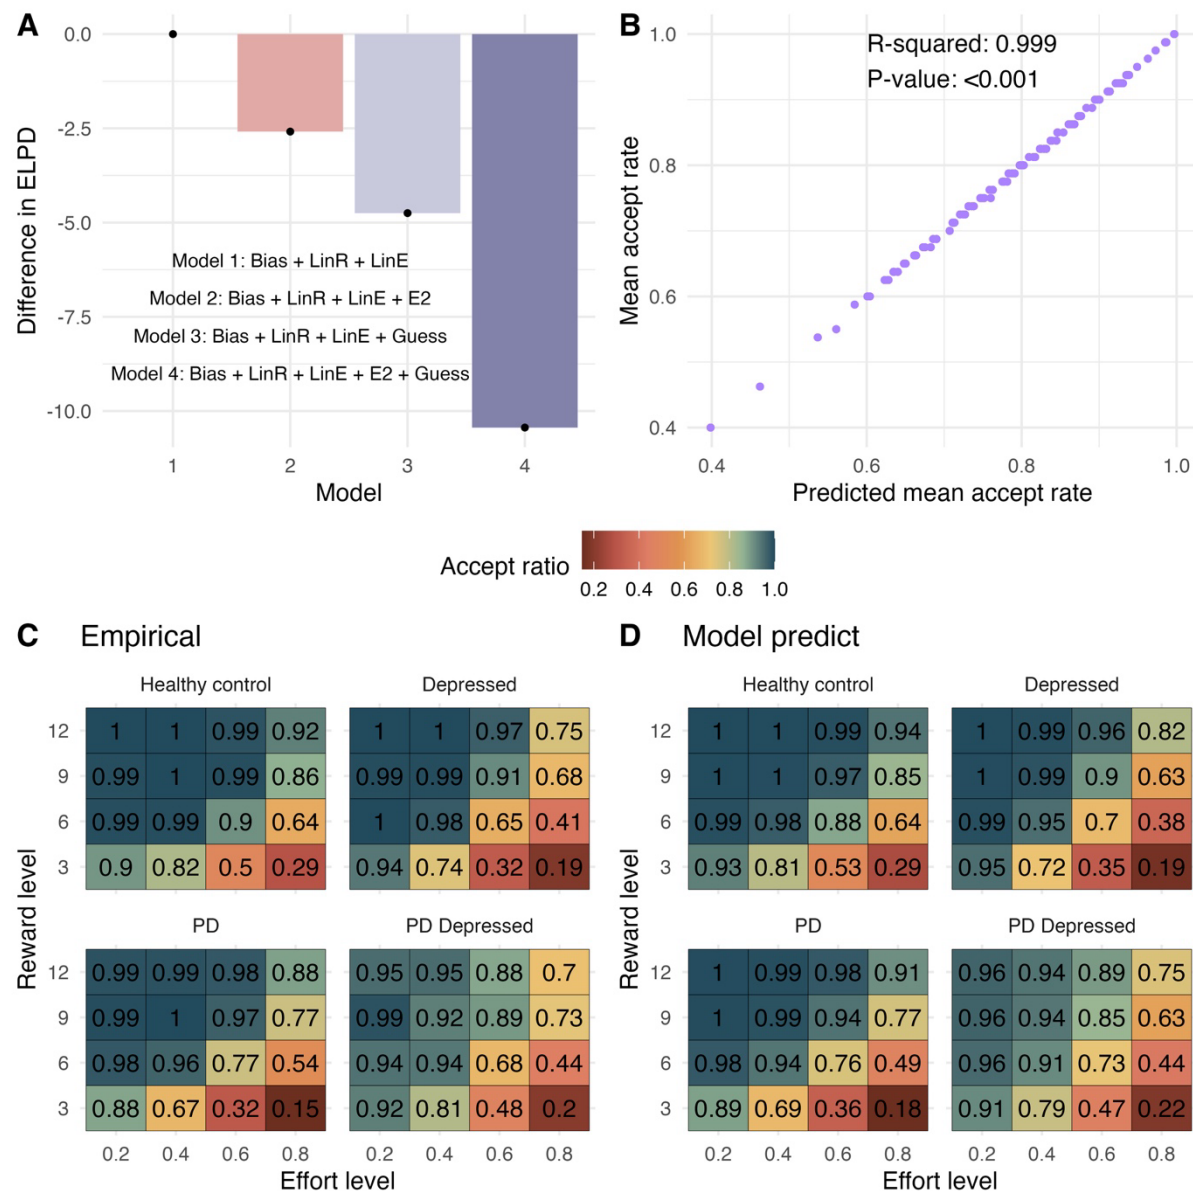 A
0.0
-2.5
-5.0
-7.5
-10.0
Difference in ELPD
Model 1: Bias + LinR + LinE
Model 2: Bias + LinR + LinE + E2
Model 3: Bias + LinR + LinE + Guess
Model 4: Bias + LinR + LinE + E2 + Guess
1 2 3 4
Model
B
R-squared: 0.999
P-value: <0.001
1.0
0.8
0.6
0.4
Mean accept rate
0.4 0.6 0.8 1.0
Predicted mean accept rate
Accept ratio
0.2 0.4 0.6 0.8 1.0
C Empirical
Reward level
Healthy control Depressed
12 1 1 0.99 0.92 1 1 0.97 0.75
9 0.99 1 0.99 0.86 0.99 0.99 0.91 0.68
6 0.99 0.99 0.9 0.64 1 0.98 0.65 0.41
3 0.9 0.82 0.5 0.29 0.94 0.74 0.32 0.19
PD PD Depressed
12 0.99 0.99 0.98 0.88 0.95 0.95 0.88 0.7
9 0.99 1 0.97 0.77 0.99 0.92 0.89 0.73
6 0.98 0.96 0.77 0.54 0.94 0.94 0.68 0.44
3 0.88 0.67 0.32 0.15 0.92 0.81 0.48 0.2
0.2 0.4 0.6 0.8 0.2 0.4 0.6 0.8
Effort level
D Model predict
Reward level
Healthy control Depressed
12 1 1 0.99 0.94 1 0.99 0.96 0.82
9 1 1 0.97 0.85 1 0.99 0.9 0.63
6 0.99 0.98 0.88 0.64 0.99 0.95 0.7 0.38
3 0.93 0.81 0.53 0.29 0.95 0.72 0.35 0.19
PD PD Depressed
12 1 0.99 0.98 0.91 0.96 0.94 0.89 0.75
9 1 0.99 0.94 0.77 0.96 0.94 0.85 0.63
6 0.98 0.94 0.76 0.49 0.96 0.91 0.73 0.44
3 0.89 0.69 0.36 0.18 0.91 0.79 0.47 0.22
0.2 0.4 0.6 0.8 0.2 0.4 0.6 0.8
Effort level